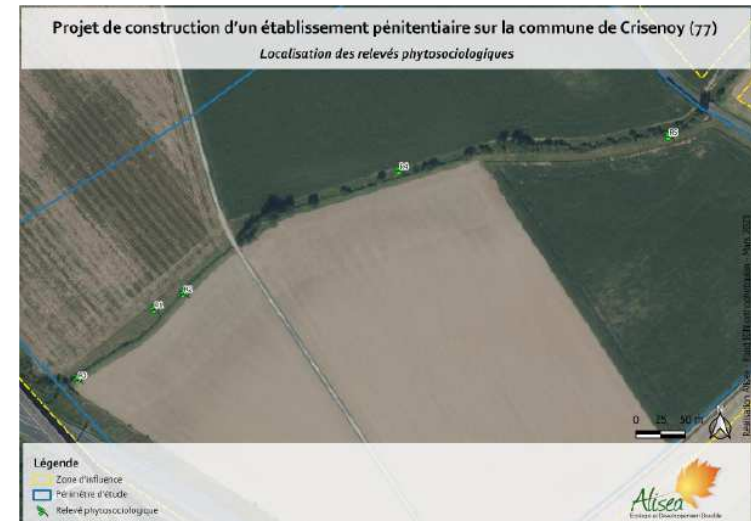 Projet de construction d'un établissement pénitentiaire sur la commune de Crisenoy (77)
Localisation des relevés phytosociologiques
R5
R4
R2
R1
R3
0 25 50 m
N
Légende
Zone d'influence
Périmètre d'étude
Relevé phytosociologique
Alisea